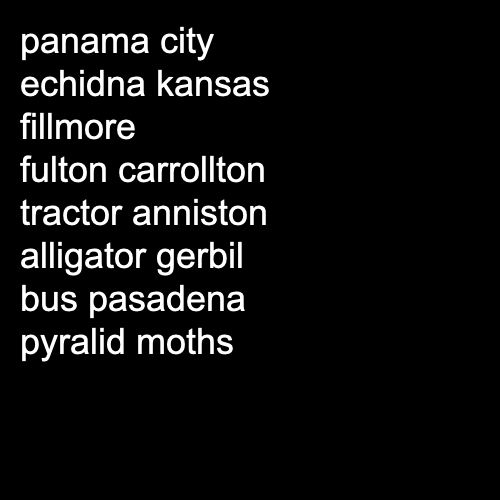 panama city
echidna kansas
fillmore
fulton carrollton
tractor anniston
alligator gerbil
bus pasadena
pyralid moths